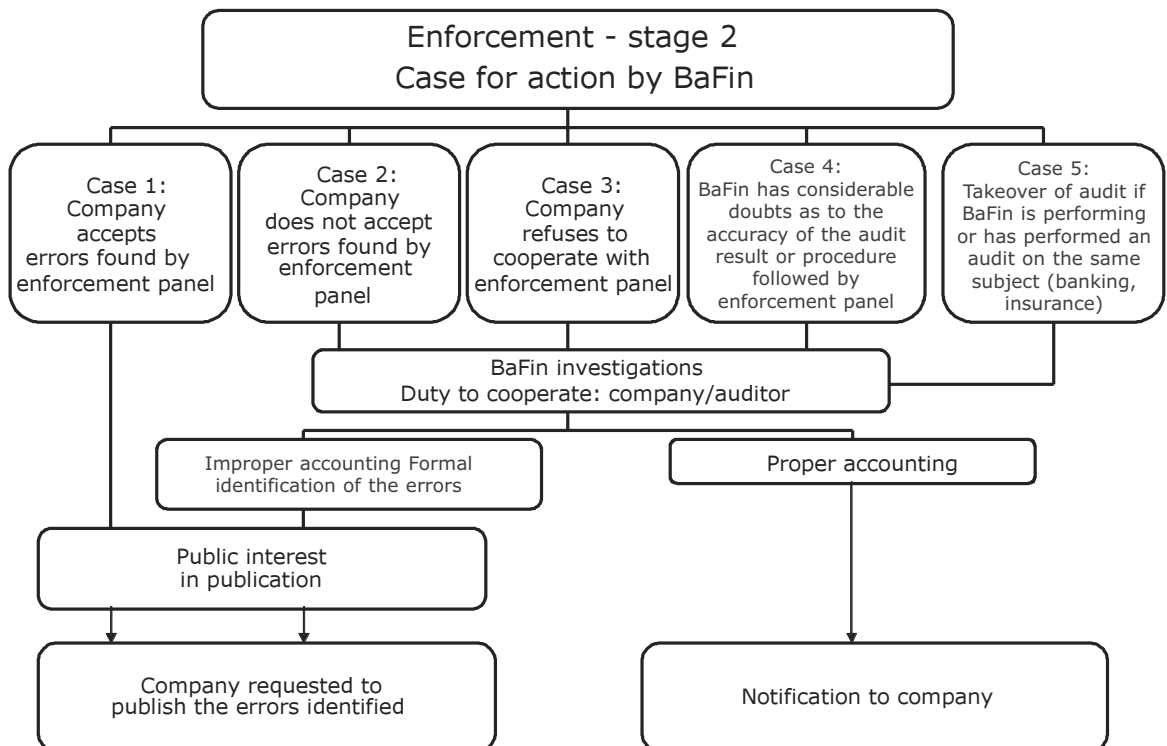 Enforcement - stage 2
Case for action by BaFin
Case 1:
Company
accepts
errors found by
enforcement panel
Case 2:
Company
does not accept
errors found by
enforcement
panel
Case 3:
Company
refuses to
cooperate with
enforcement panel
Case 4:
BaFin has considerable
doubts as to the
accuracy of the audit
result or procedure
followed by
enforcement panel
Case 5:
Takeover of audit if
BaFin is performing
or has performed an
audit on the same
subject (banking,
insurance)
BaFin investigations
Duty to cooperate: company/auditor
Improper accounting Formal
identification of the errors
Proper accounting
Public interest
in publication
Company requested to
publish the errors identified
Notification to company